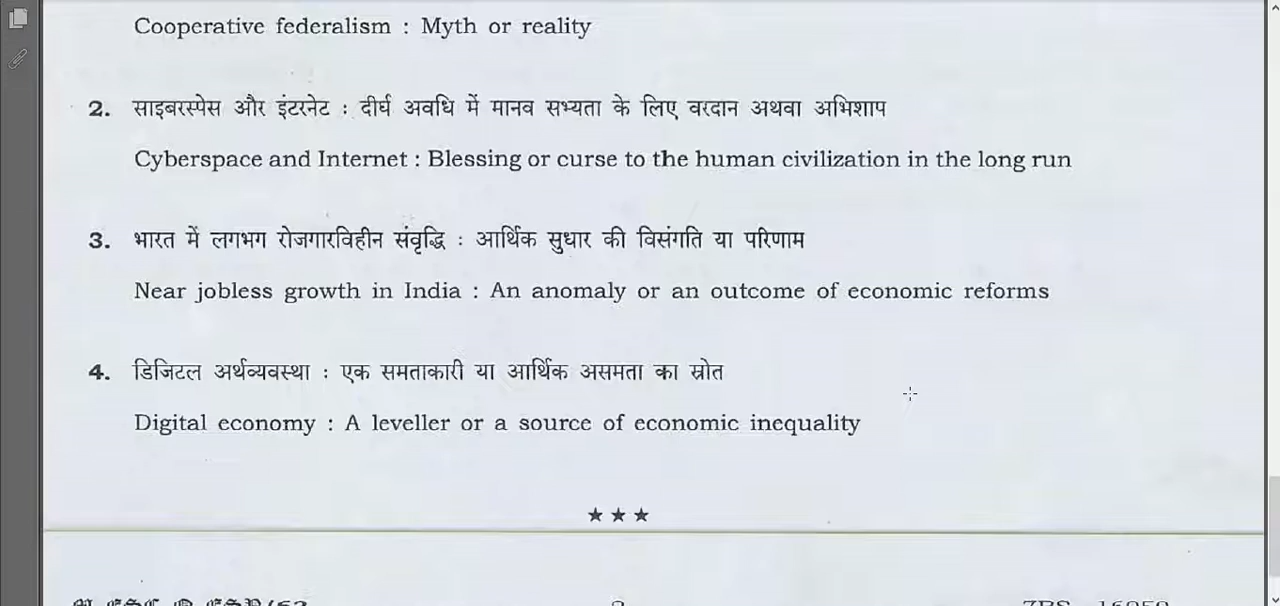 Cooperative federalism : Myth or reality
2. साइबरस्पेस और इंटरनेट : दीर्घ अवधि में मानव सभ्यता के लिए वरदान अथवा अभिशाप
Cyberspace and Internet : Blessing or curse to the human civilization in the long run
3. भारत में लगभग रोजगारविहीन संवृद्धि : आर्थिक सुधार की विसंगति या परिणाम
Near jobless growth in India : An anomaly or an outcome of economic reforms
4. डिजिटल अर्थव्यवस्था : एक समताकारी या आर्थिक असमता का स्रोत
Digital economy : A leveller or a source of economic inequality
★ ★ ★